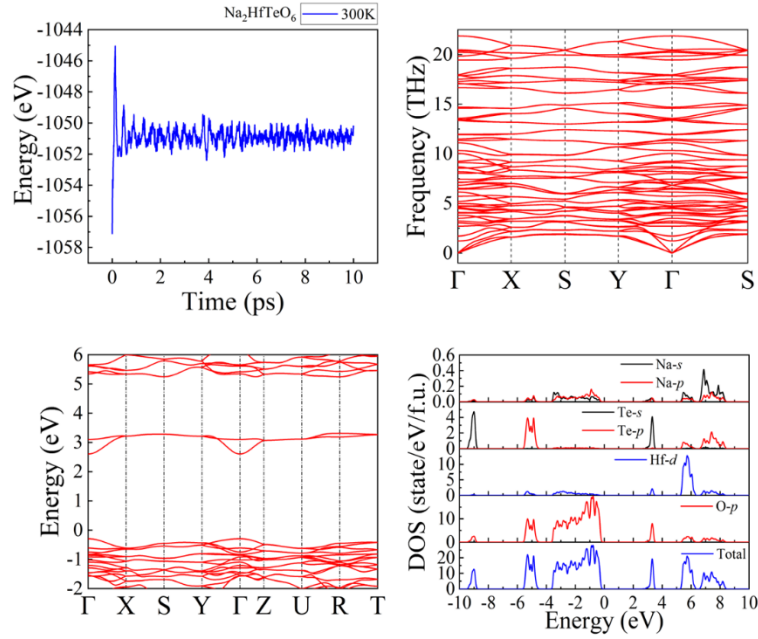 Na₂HfTeO₆ 300K
-1044
-1046
-1048
-1050
-1052
-1054
-1056
-1058
Energy (eV)
0 2 4 6 8 10
Time (ps)
20
15
10
5
0
Frequency (THz)
Γ X S Y Γ S
6
5
4
3
2
1
0
-1
-2
Energy (eV)
Γ X S Y Γ Z U R T
0.6
0.4
0.2
0.0
Na-s
Na-p
4
2
0
Te-s
Te-p
10
5
0
Hf-d
10
0
O-p
20
10
0
Total
DOS (state/eV/f.u.)
-10 -8 -6 -4 -2 0 2 4 6 8 10
Energy (eV)